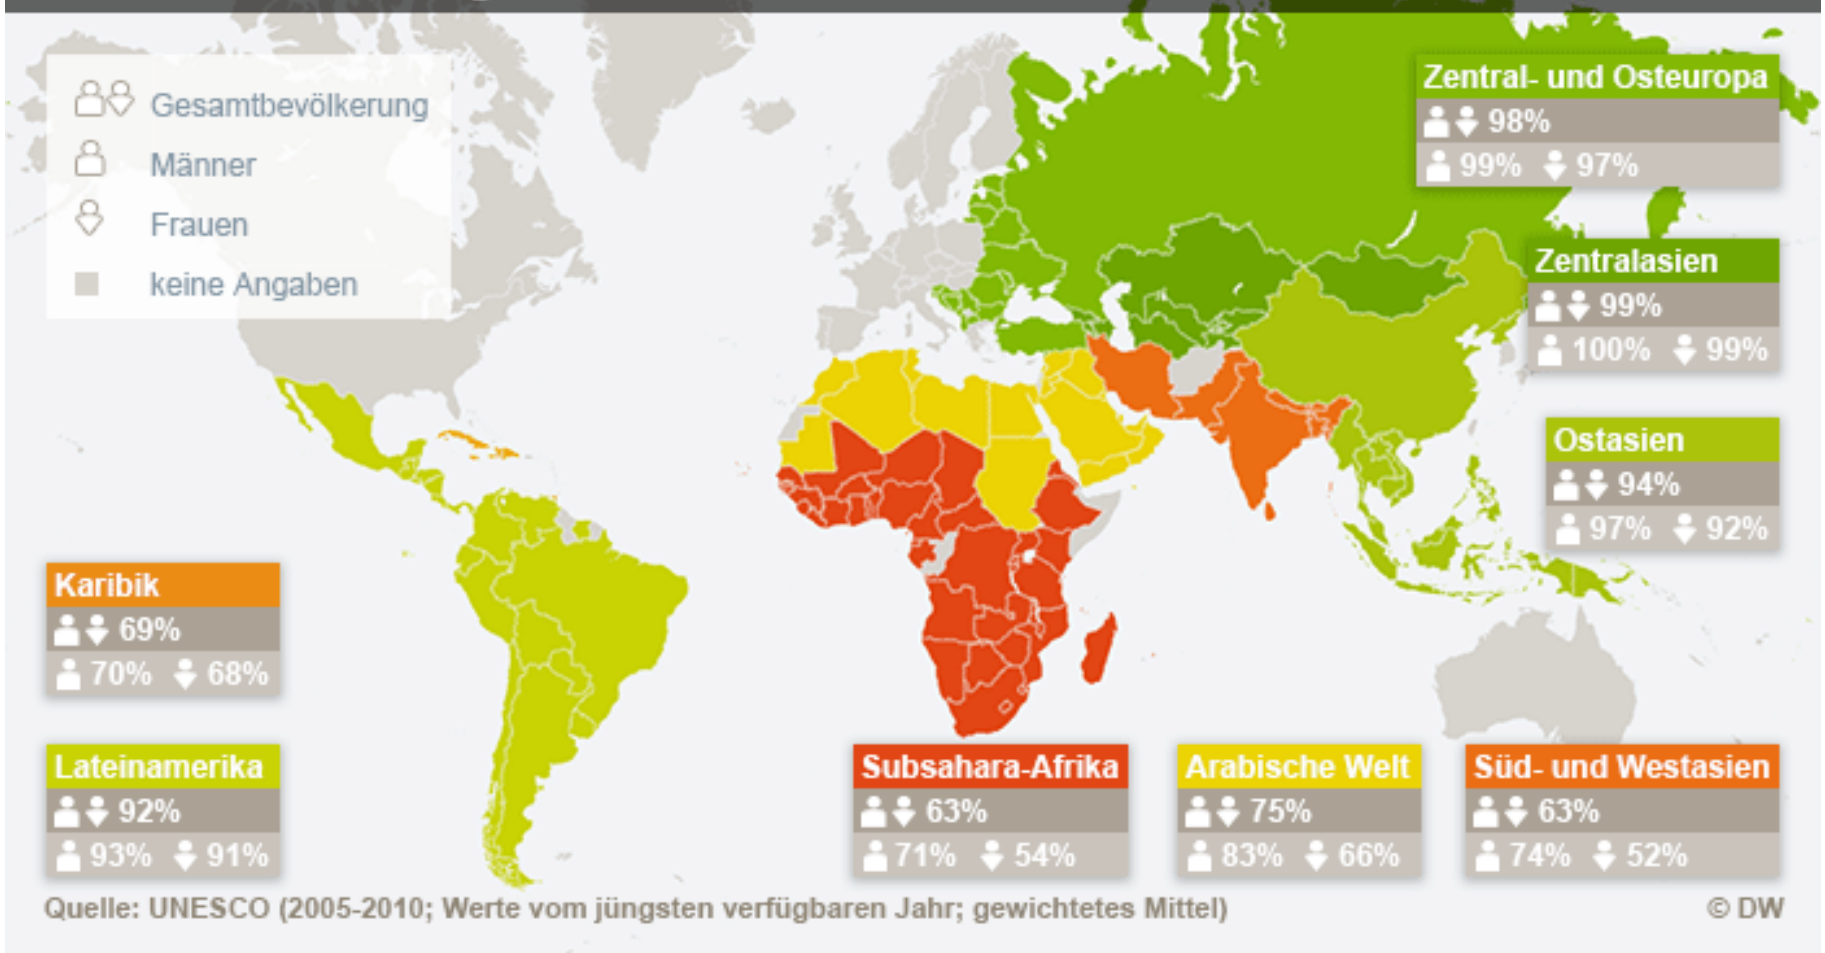 Gesamtbevölkerung
Männer
Frauen
keine Angaben
Zentral- und Osteuropa
98%
99% 97%
Zentralasien
99%
100% 99%
Ostasien
94%
97% 92%
Karibik
69%
70% 68%
Lateinamerika
92%
93% 91%
Subsahara-Afrika
63%
71% 54%
Arabische Welt
75%
83% 66%
Süd- und Westasien
63%
74% 52%
Quelle: UNESCO (2005-2010; Werte vom jüngsten verfügbaren Jahr; gewichtetes Mittel)
© DW